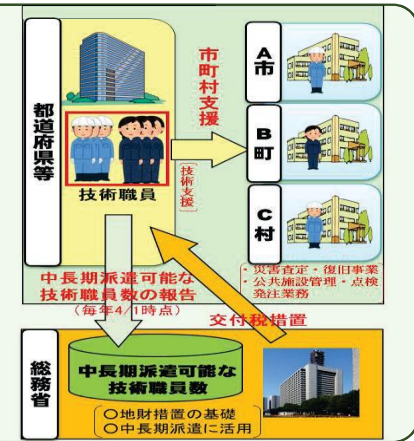 都道府県等
技術職員
市町村支援
［技術支援］
A市
B町
C村
・災害査定・復旧事業
・公共施設管理・点検
発注業務
中長期派遣可能な
技術職員数の報告
(毎年4/1時点)
交付税措置
総務省
中長期派遣可能な
技術職員数
○地財措置の基礎
○中長期派遣に活用